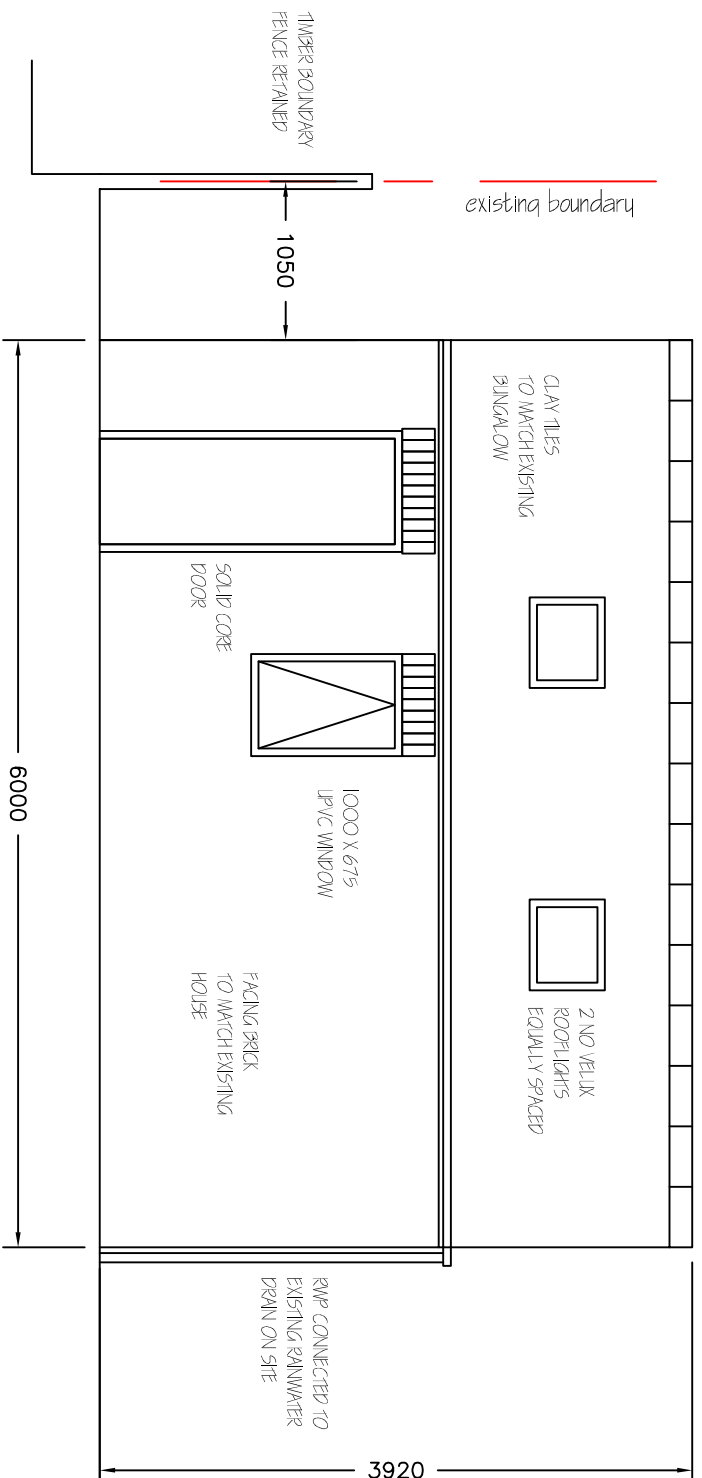 TIMBER BOUNDARY
FENCE RETAINED
existing boundary
1050
CLAY TILES
TO MATCH EXISTING
BUNGALOW
SOLID CORE
DOOR
1000 X 675
UPVC WINDOW
2 NO VELUX
ROOFLIGHTS
EQUALLY SPACED
FACING BRICK
TO MATCH EXISTING
HOUSE
RWP CONNECTED TO
EXISTING RAINWATER
DRAIN ON SITE
6000
3920